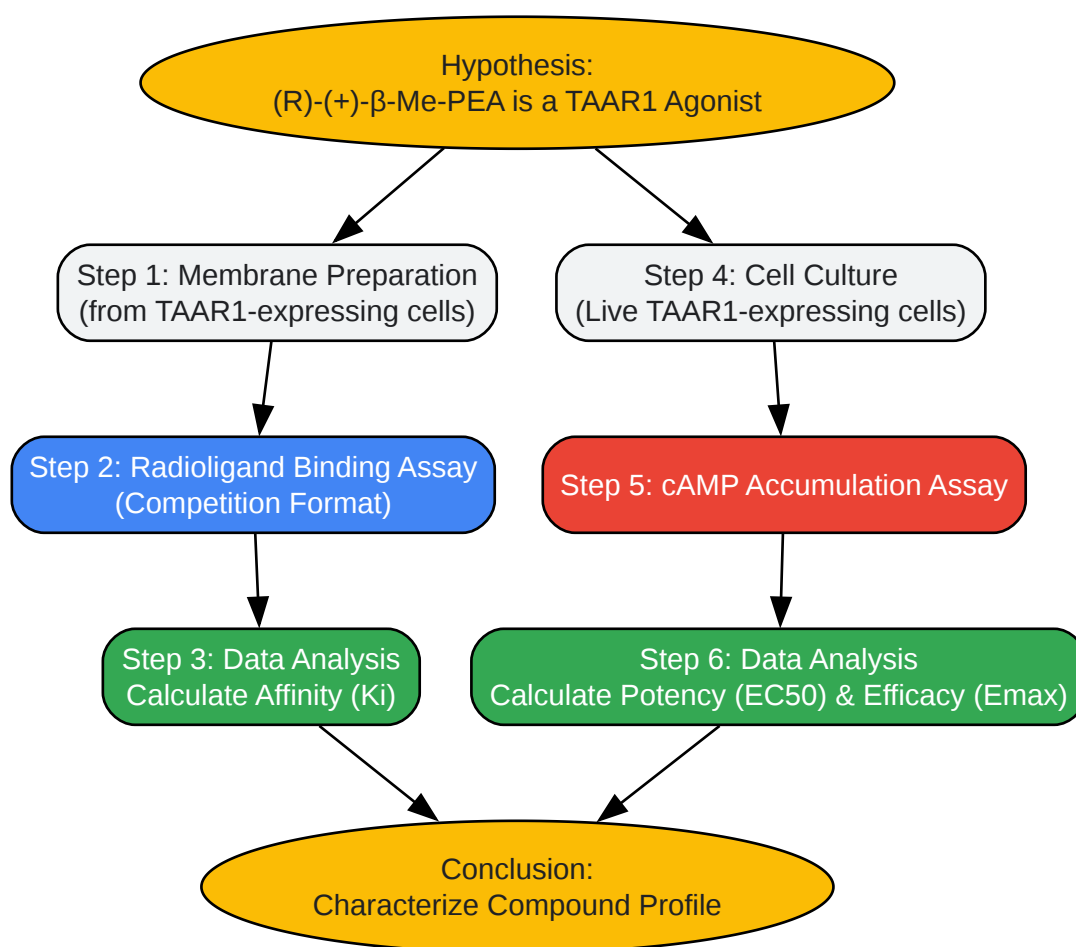 Hypothesis:
(R)-(+)-β-Me-PEA is a TAAR1 Agonist
Step 1: Membrane Preparation
(from TAAR1-expressing cells)
Step 4: Cell Culture
(Live TAAR1-expressing cells)
Step 2: Radioligand Binding Assay
(Competition Format)
Step 5: cAMP Accumulation Assay
Step 3: Data Analysis
Calculate Affinity (Ki)
Step 6: Data Analysis
Calculate Potency (EC50) & Efficacy (Emax)
Conclusion:
Characterize Compound Profile